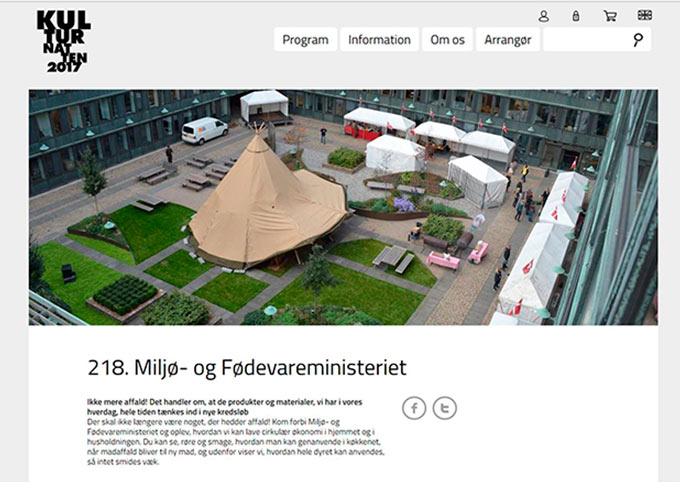 KUL
TUR
NAT
TEN
2017
Program
Information
Om os
Arrangør
218. Miljø- og Fødevareministeriet
Ikke mere affald! Det handler om, at de produkter og materialer, vi har i vores
hverdag, hele tiden tænkes ind i nye kredsløb
Der skal ikke længere være noget, der hedder affald! Kom forbi Miljø- og
Fødevareministeriet og oplev, hvordan vi kan lave cirkulær økonomi i hjemmet og i
husholdningen. Du kan se, røre og smage, hvordan man kan genanvende i køkkenet,
når madaffald bliver til ny mad, og udenfor viser vi, hvordan hele dyret kan anvendes,
så intet smides væk.